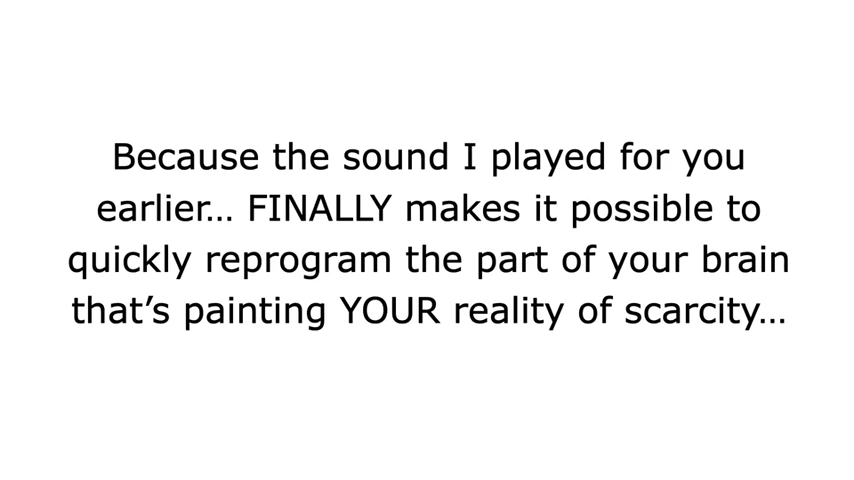 Because the sound I played for you
earlier… FINALLY makes it possible to
quickly reprogram the part of your brain
that’s painting YOUR reality of scarcity…